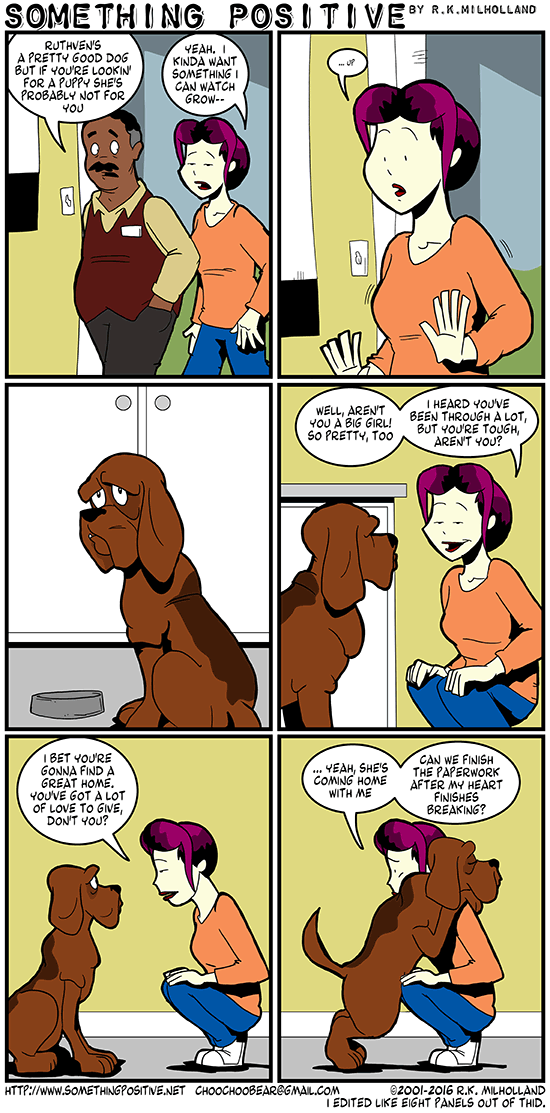 SOMETHING POSITIVE BY R.K.MILHOLLAND
RUTHVEN'S
A PRETTY GOOD DOG
BUT IF YOU'RE LOOKIN'
FOR A PUPPY SHE'S
PROBABLY NOT FOR
YOU
YEAH. I
KINDA WANT
SOMETHING I
CAN WATCH
GROW--
... UP
WELL, AREN'T
YOU A BIG GIRL!
SO PRETTY, TOO
I HEARD YOU'VE
BEEN THROUGH A LOT,
BUT YOU'RE TOUGH,
AREN'T YOU?
I BET YOU'RE
GONNA FIND A
GREAT HOME.
YOU'VE GOT A LOT
OF LOVE TO GIVE,
DON'T YOU?
... YEAH, SHE'S
COMING HOME
WITH ME
CAN WE FINISH
THE PAPERWORK
AFTER MY HEART
FINISHES
BREAKING?
HTTP://WWW.SOMETHINGPOSITIVE.NET CHOOCHOOBEAR@GMAIL.COM ©2001-2016 R.K. MILHOLLAND
I EDITED LIKE EIGHT PANELS OUT OF THID.